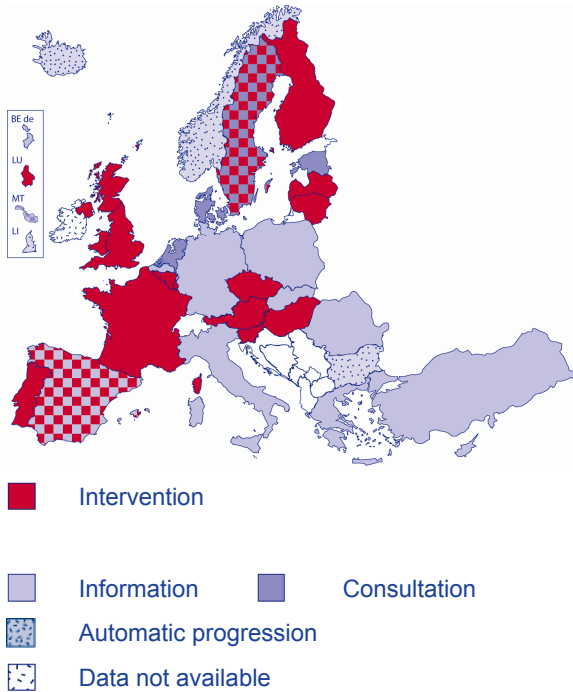 BE de
LU
MT
LI
Intervention
Information
Consultation
Automatic progression
Data not available